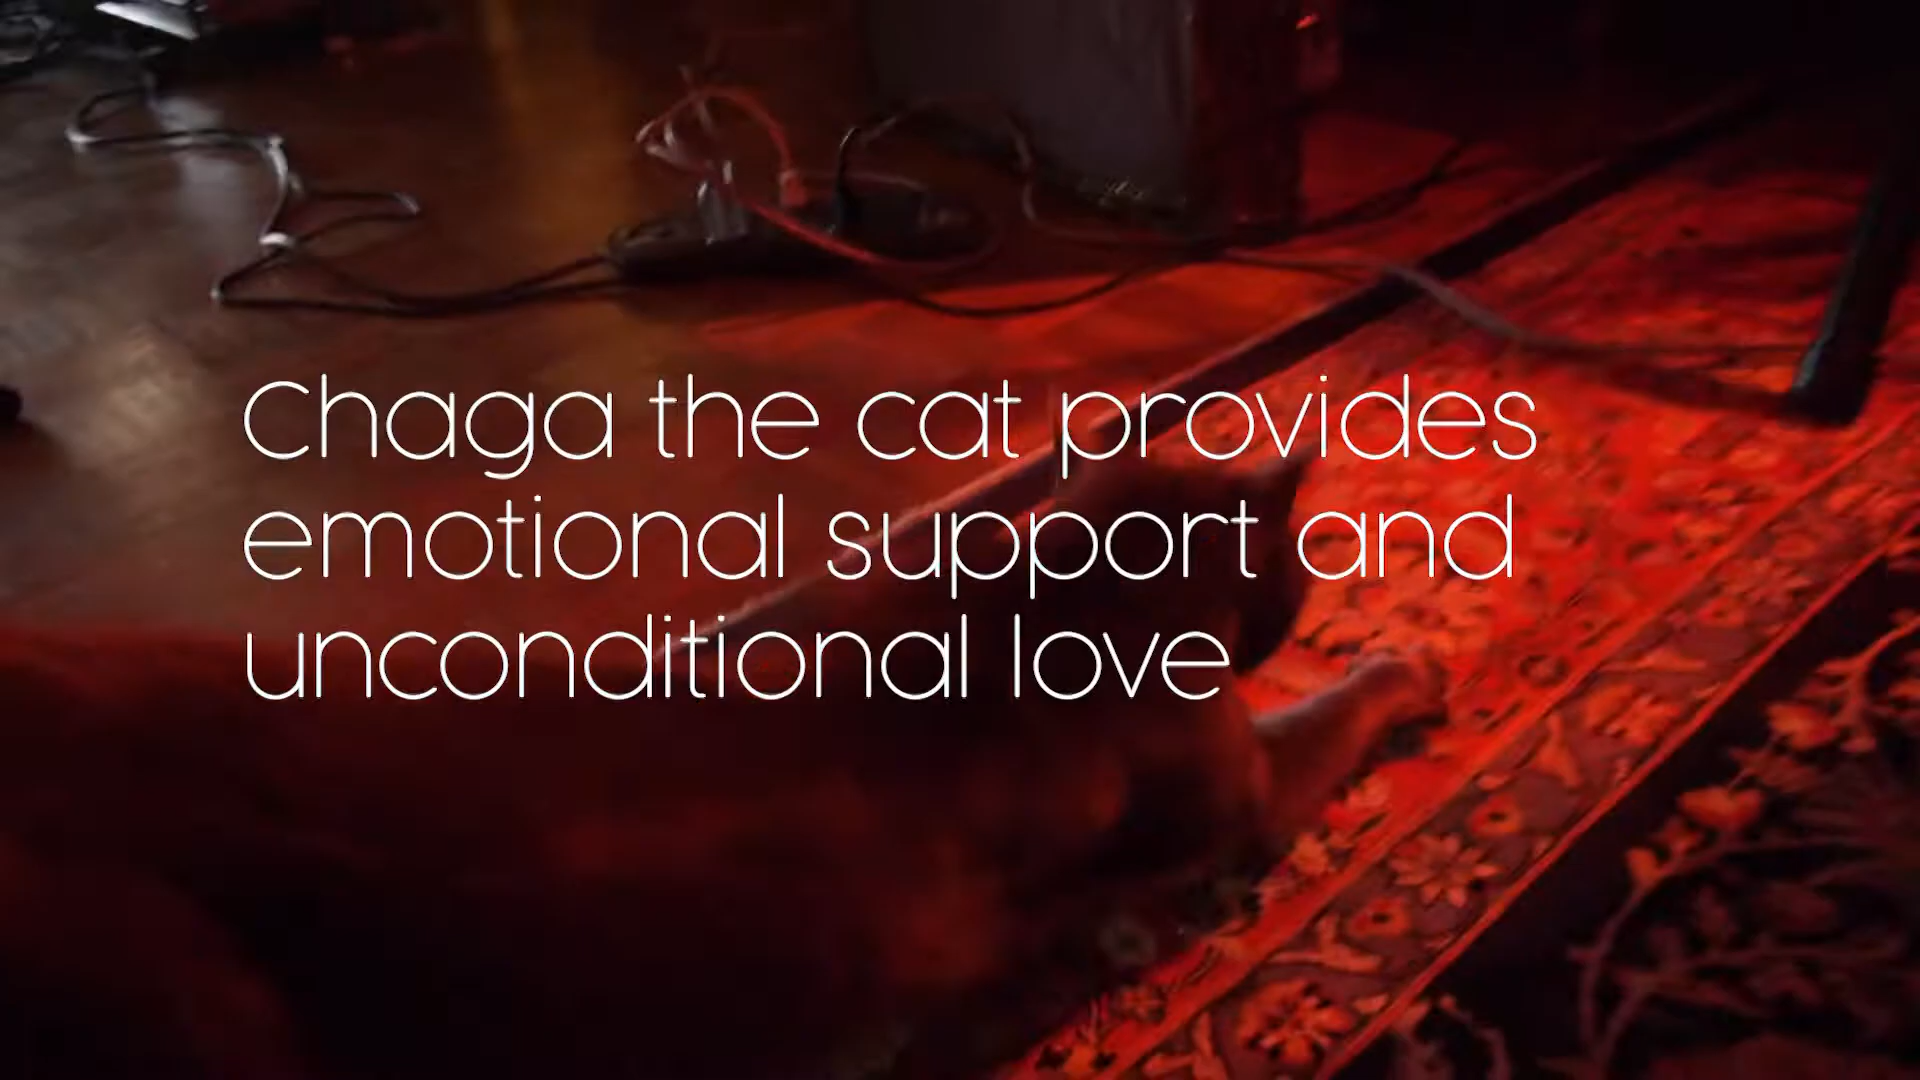 Chaga the cat provides
emotional support and
unconditional love